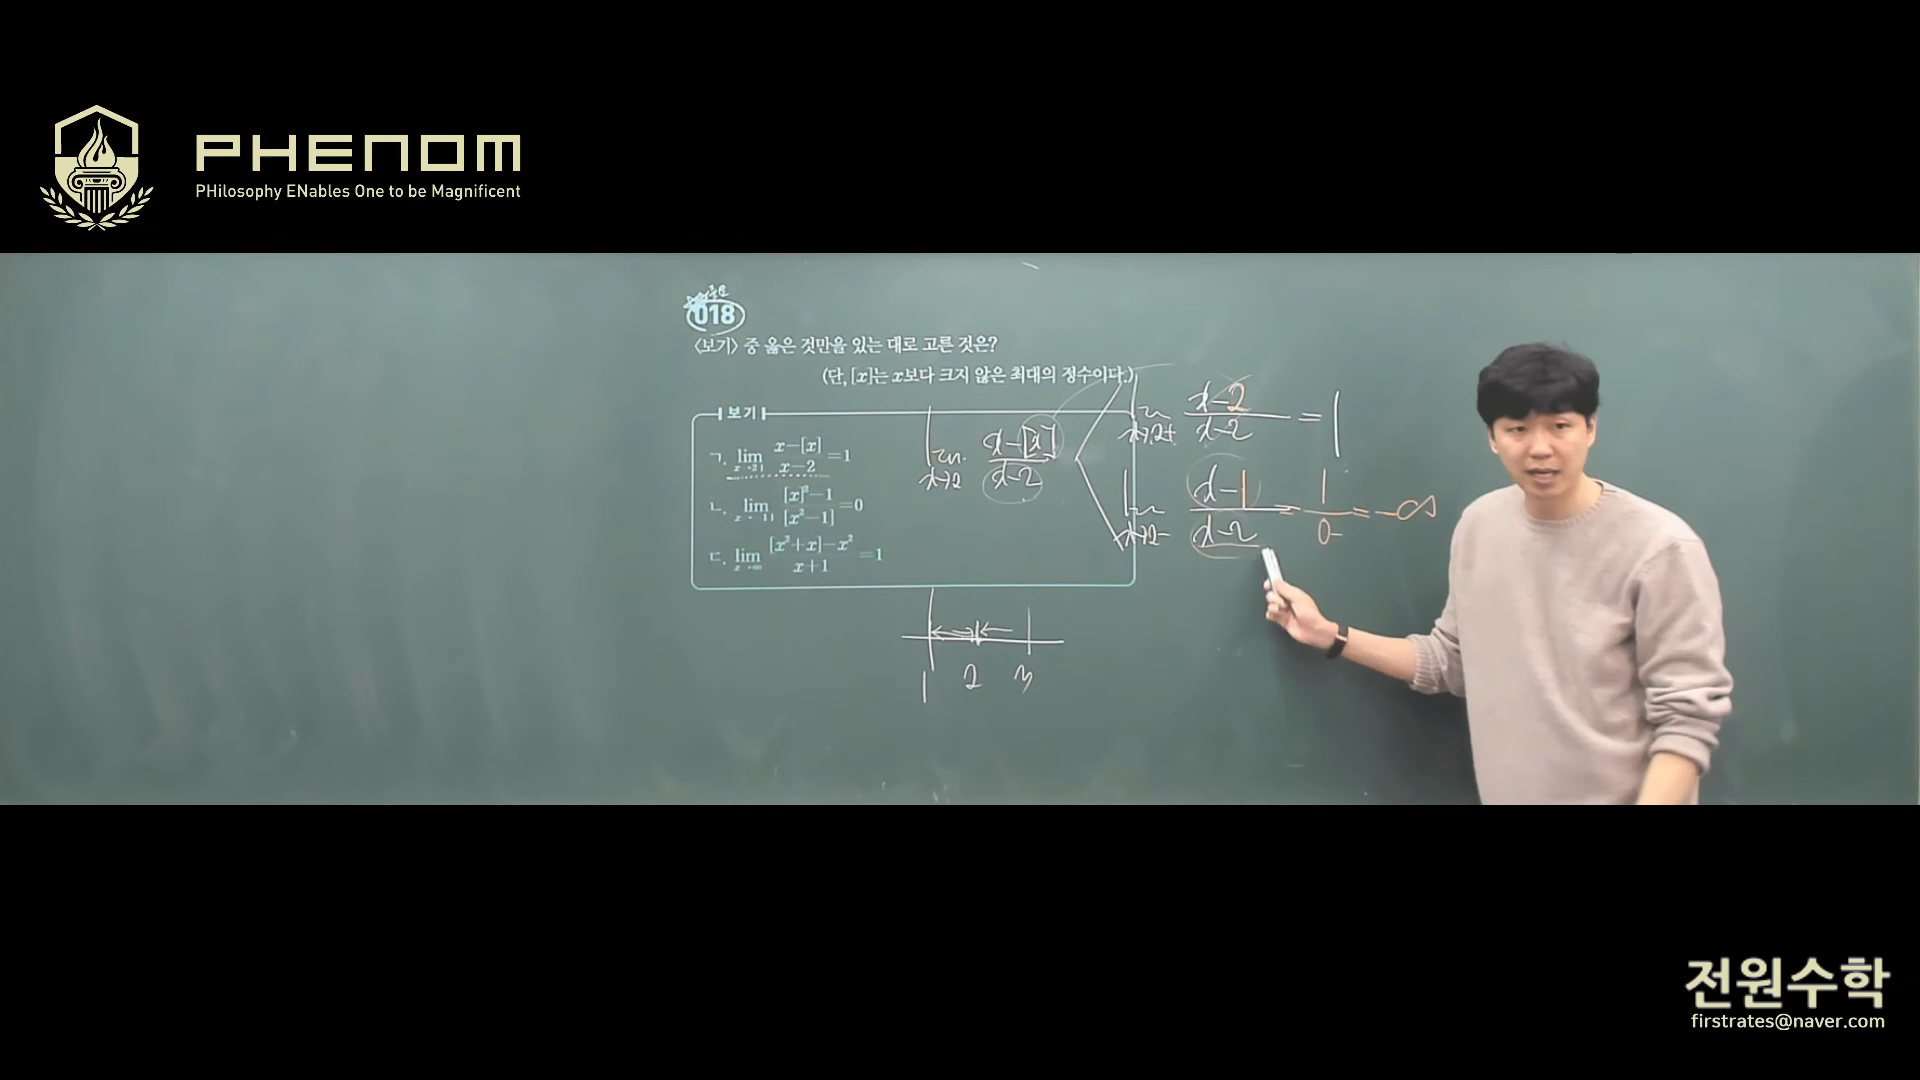 PHENOM
PHilosophy ENables One to be Magnificent
018
<보기> 중 옳은 것만을 있는 대로 고른 것은?
(단, [x]는 x보다 크지 않은 최대의 정수이다.)
보기
ㄱ. lim x→2+ (x-[x])/(x-2) =1
ㄴ. lim ([x]²-1)/([x²-1]) =0
ㄷ. lim x→∞ ([x²+x]-x²)/(x+1) =1
lim x→2 (x-[x])/(x-2)
lim x→2+ (x-2)/(x-2) = 1
lim x→2- (x-1)/(x-2) = 1/0- = -∞
1 2 3
전원수학
firstrates@naver.com